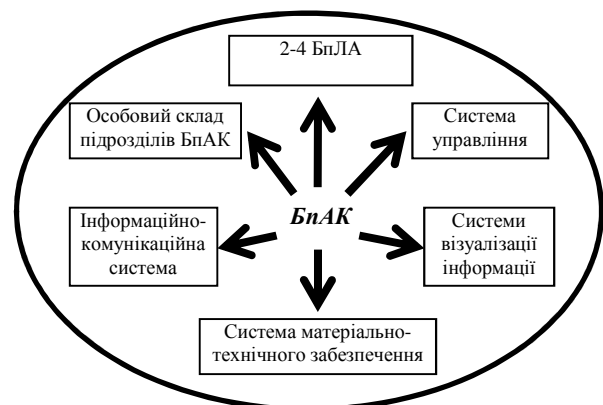 2-4 БпЛА
Особовий склад
підрозділів БпАК
Система
управління
БпАК
Інформаційно-
комунікаційна
система
Системи
візуалізації
інформації
Система матеріально-
технічного забезпечення